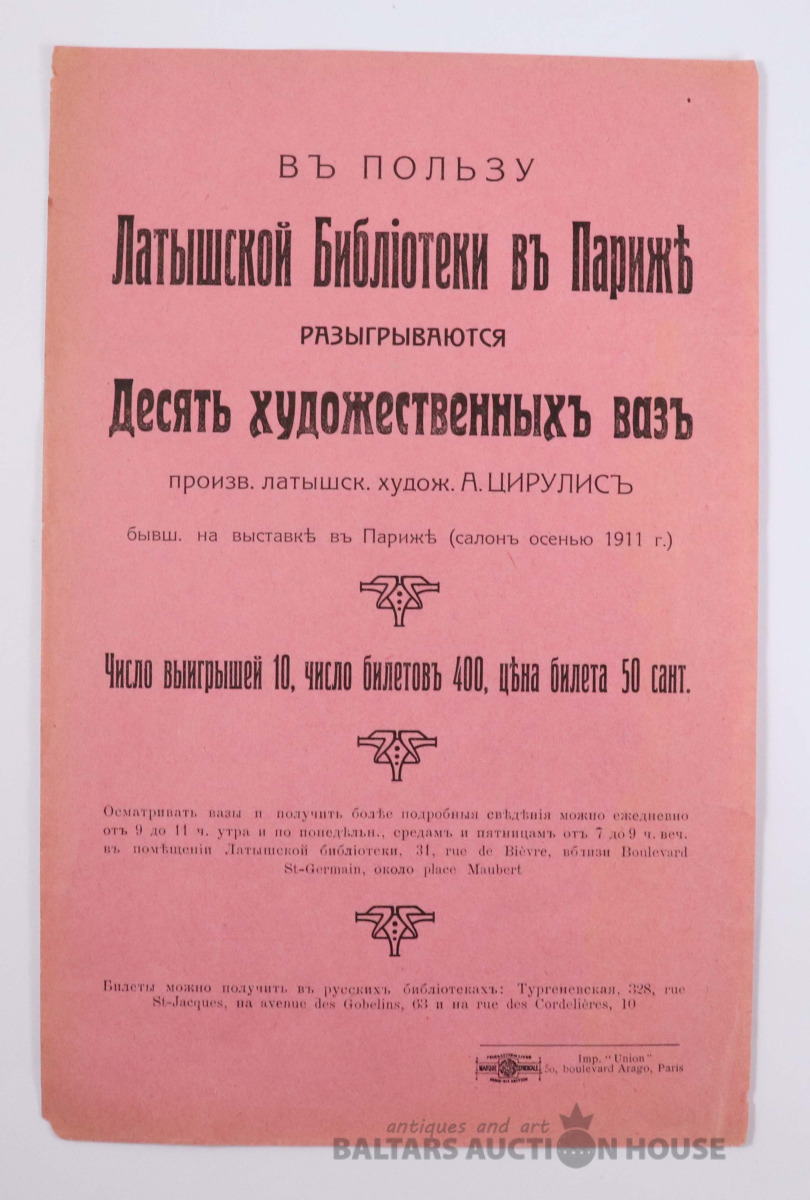 ВЪ ПОЛЬЗУ
Латышской Библіотеки въ Парижѣ
РАЗЫГРЫВАЮТСЯ
Десять художественныхъ вазъ
произв. латышск. худож. А. ЦИРУЛИСЪ
бывш. на выставкѣ въ Парижѣ (салонъ осенью 1911 г.)
Число выигрышей 10, число билетовъ 400, цѣна билета 50 сант.
Осматривать вазы и получить болѣе подробныя свѣдѣнія можно ежедневно
отъ 9 до 11 ч. утра и по понедѣльн., средамъ и пятницамъ отъ 7 до 9 ч. веч.
въ помѣщеніи Латышской библіотеки, 31, rue de Bièvre, вблизи Boulevard
St-Germain, около place Maubert
Билеты можно получить въ русскихъ библіотекахъ: Тургеневская, 328, rue
St-Jacques, на avenue des Gobelins, 63 и на rue des Cordelières, 10
MARQUE SYNDICALE
Imp. "Union"
50, boulevard Arago, Paris
antiques and art
BALTARS AUCTION HOUSE